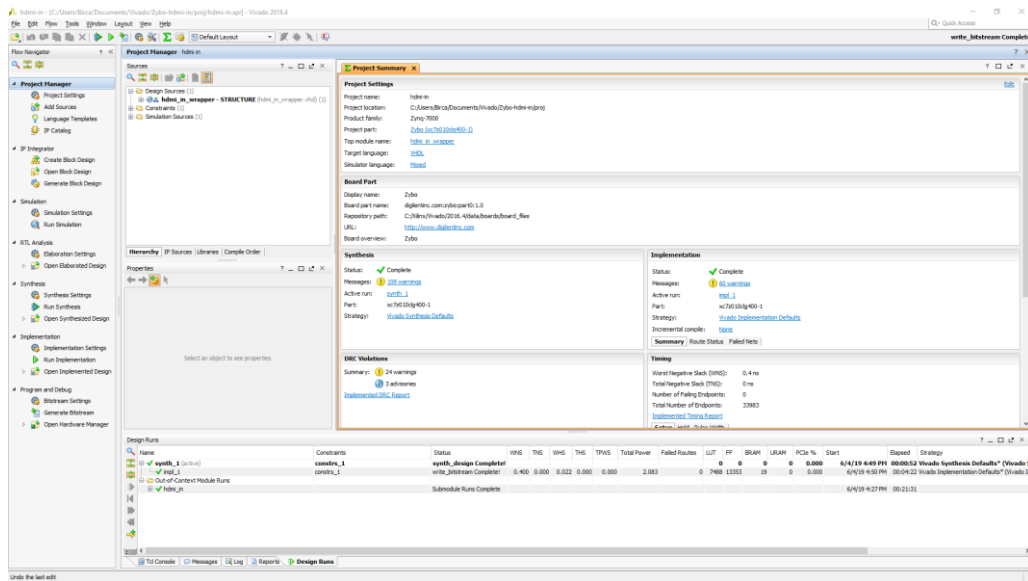 hdmi-in - [C:/Users/Birca/Documents/Vivado/Zybo-hdmi-in/proj/hdmi-in.xpr] - Vivado 2016.4
File Edit Flow Tools Window Layout View Help
Q- Quick Access
Default Layout
write_bitstream Complete
Flow Navigator
Project Manager
Project Settings
Add Sources
Language Templates
IP Catalog
IP Integrator
Create Block Design
Open Block Design
Generate Block Design
Simulation
Simulation Settings
Run Simulation
RTL Analysis
Elaboration Settings
Open Elaborated Design
Synthesis
Synthesis Settings
Run Synthesis
Open Synthesized Design
Implementation
Implementation Settings
Run Implementation
Open Implemented Design
Program and Debug
Bitstream Settings
Generate Bitstream
Open Hardware Manager
Project Manager - hdmi-in
Sources
Design Sources (1)
hdmi_in_wrapper - STRUCTURE (hdmi_in_wrapper.vhd) (1)
Constraints (1)
Simulation Sources (1)
Hierarchy IP Sources Libraries Compile Order
Properties
Select an object to see properties
Project Summary
Project Settings
Edit
Project name: hdmi-in
Project location: C:/Users/Birca/Documents/Vivado/Zybo-hdmi-in/proj
Product family: Zynq-7000
Project part: Zybo (xc7z010clg400-1)
Top module name: hdmi_in_wrapper
Target language: VHDL
Simulator language: Mixed
Board Part
Display name: Zybo
Board part name: digilentinc.com:zybo:part0:1.0
Repository path: C:/Xilinx/Vivado/2016.4/data/boards/board_files
URL: http://www.digilentinc.com
Board overview: Zybo
Synthesis
Status: Complete
Messages: 108 warnings
Active run: synth_1
Part: xc7z010clg400-1
Strategy: Vivado Synthesis Defaults
Implementation
Status: Complete
Messages: 60 warnings
Active run: impl_1
Part: xc7z010clg400-1
Strategy: Vivado Implementation Defaults
Incremental compile: None
Summary Route Status Failed Nets
DRC Violations
Summary: 24 warnings
3 advisories
Implemented DRC Report
Timing
Worst Negative Slack (WNS): 0.4 ns
Total Negative Slack (TNS): 0 ns
Number of Failing Endpoints: 0
Total Number of Endpoints: 33983
Implemented Timing Report
Setup Hold Pulse Width
Design Runs
Name Constraints Status WNS TNS WHS THS TPWS Total Power Failed Routes LUT FF BRAM URAM PCIe % Start Elapsed Strategy
synth_1 (active) constrs_1 synth_design Complete! 0 0 0 0 0.000 6/4/19 4:49 PM 00:00:52 Vivado Synthesis Defaults* (Vivado
impl_1 constrs_1 write_bitstream Complete! 0.400 0.000 0.022 0.000 0.000 2.083 0 7488 13353 19 0 0.000 6/4/19 4:50 PM 00:04:22 Vivado Implementation Defaults* (Vivado
Out-of-Context Module Runs
hdmi_in Submodule Runs Complete 6/4/19 4:27 PM 00:21:31
Tcl Console Messages Log Reports Design Runs
Undo the last edit